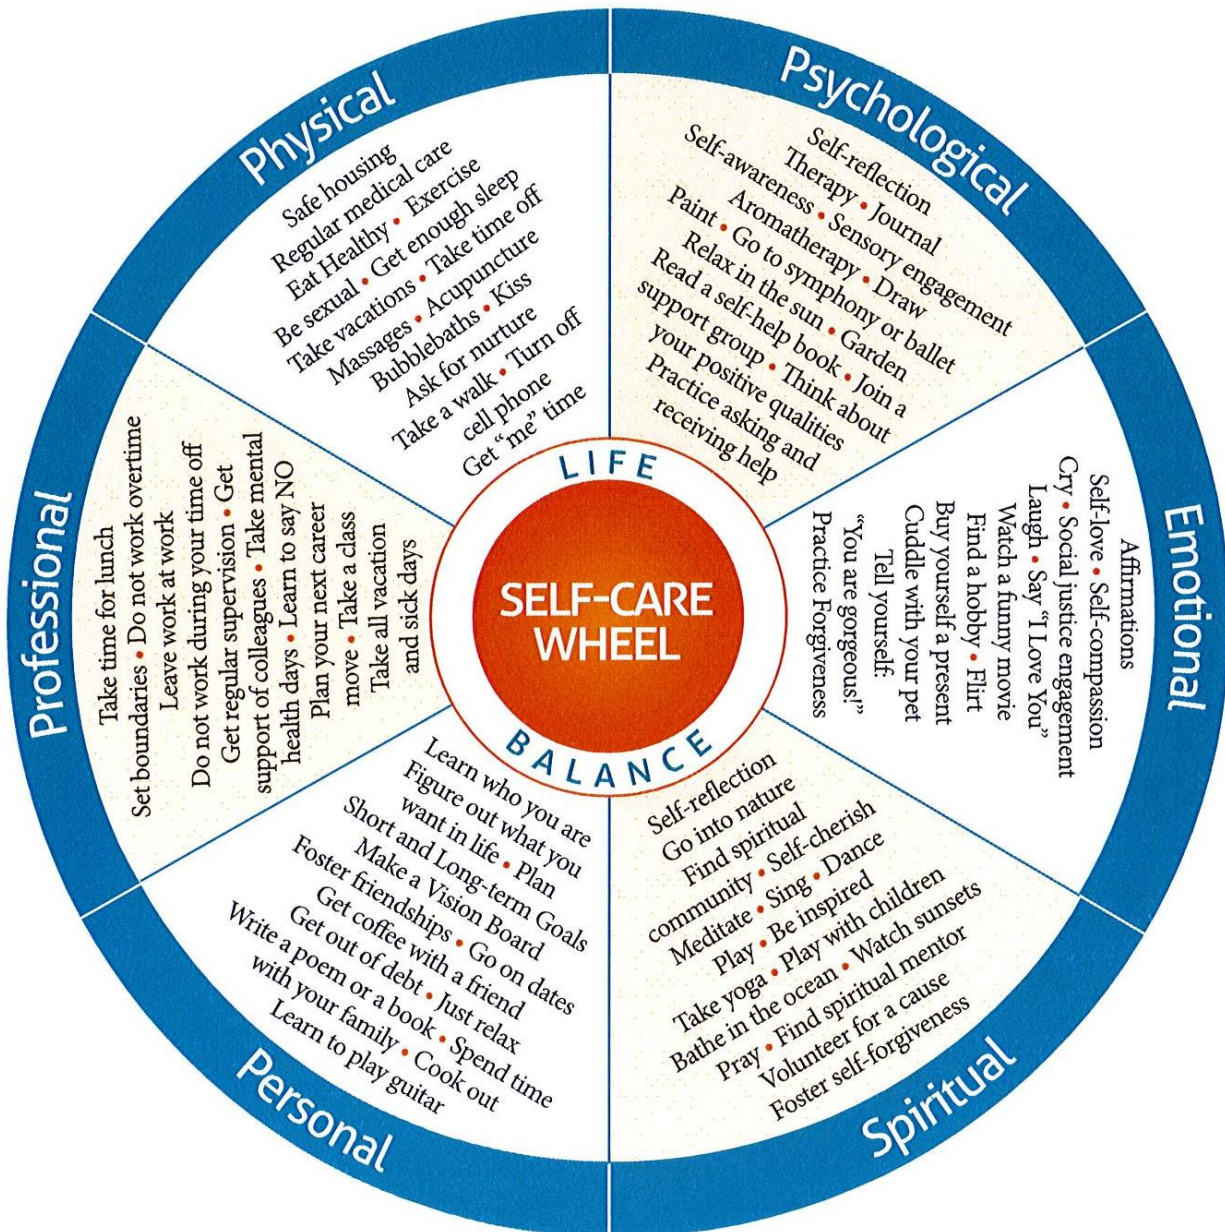 Physical
Safe housing
Regular medical care
Eat Healthy • Exercise
Be sexual • Get enough sleep
Take vacations • Take time off
Massages • Acupuncture
Bubblebaths • Kiss
Ask for nurture
Take a walk • Turn off
cell phone
Get “me” time
Psychological
Self-reflection
Therapy • Journal
Self-awareness • Sensory engagement
Aromatherapy • Draw
Paint • Go to symphony or ballet
Relax in the sun • Garden
Read a self-help book • Join a
support group • Think about
your positive qualities
Practice asking and
receiving help
Emotional
Affirmations
Self-love • Self-compassion
Cry • Social justice engagement
Laugh • Say “I Love You”
Watch a funny movie
Find a hobby • Flirt
Buy yourself a present
Cuddle with your pet
Tell yourself:
“You are gorgeous!”
Practice Forgiveness
Spiritual
Self-reflection
Go into nature
Find spiritual
community • Self-cherish
Meditate • Sing • Dance
Play • Be inspired
Take yoga • Play with children
Bathe in the ocean • Watch sunsets
Pray • Find spiritual mentor
Volunteer for a cause
Foster self-forgiveness
Personal
Learn who you are
Figure out what you
want in life • Plan
Short and Long-term Goals
Make a Vision Board
Foster friendships • Go on dates
Get coffee with a friend
Get out of debt • Just relax
Write a poem or a book • Spend time
with your family • Cook out
Learn to play guitar
Professional
Take time for lunch
Set boundaries • Do not work overtime
Leave work at work
Do not work during your time off
Get regular supervision • Get
support of colleagues • Take mental
health days • Learn to say NO
Plan your next career
move • Take a class
Take all vacation
and sick days
LIFE
SELF-CARE
WHEEL
BALANCE